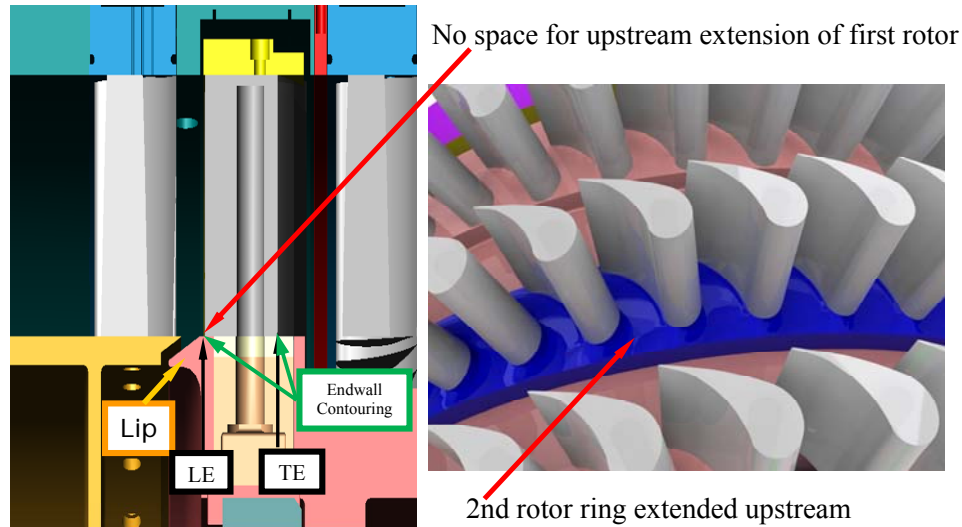 No space for upstream extension of first rotor
Endwall
Contouring
Lip
LE
TE
2nd rotor ring extended upstream